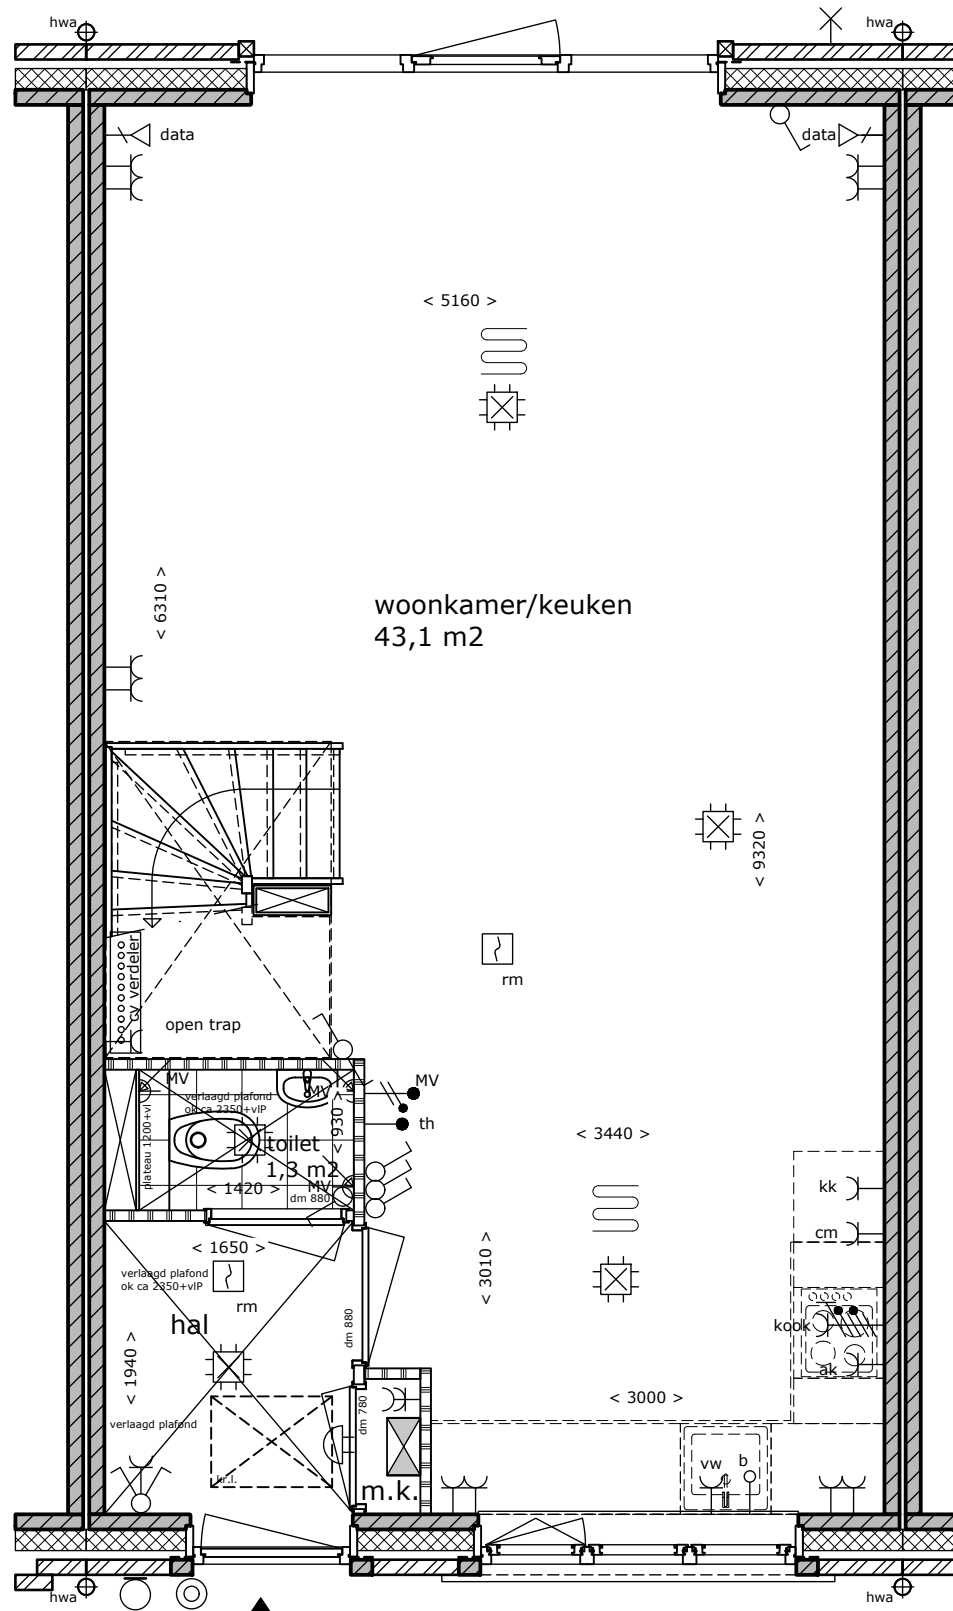 hwa
hwa
data
data
< 5160 >
< 6310 >
woonkamer/keuken
43,1 m2
< 9320 >
cv verdeler
rm
open trap
MV
MV
MV
verlaagd plafond
ok ca 2350+vlP
< 930 >
th
plateau 1200+vl
toilet
1,3 m2
< 3440 >
< 1420 >
MV
dm 880
kk
cm
< 1650 >
< 3010 >
verlaagd plafond
ok ca 2350+vlP
rm
hal
dm 880
kook
ak
< 1940 >
< 3000 >
dm 780
verlaagd plafond
kr.l.
m.k.
vw
b
hwa
hwa